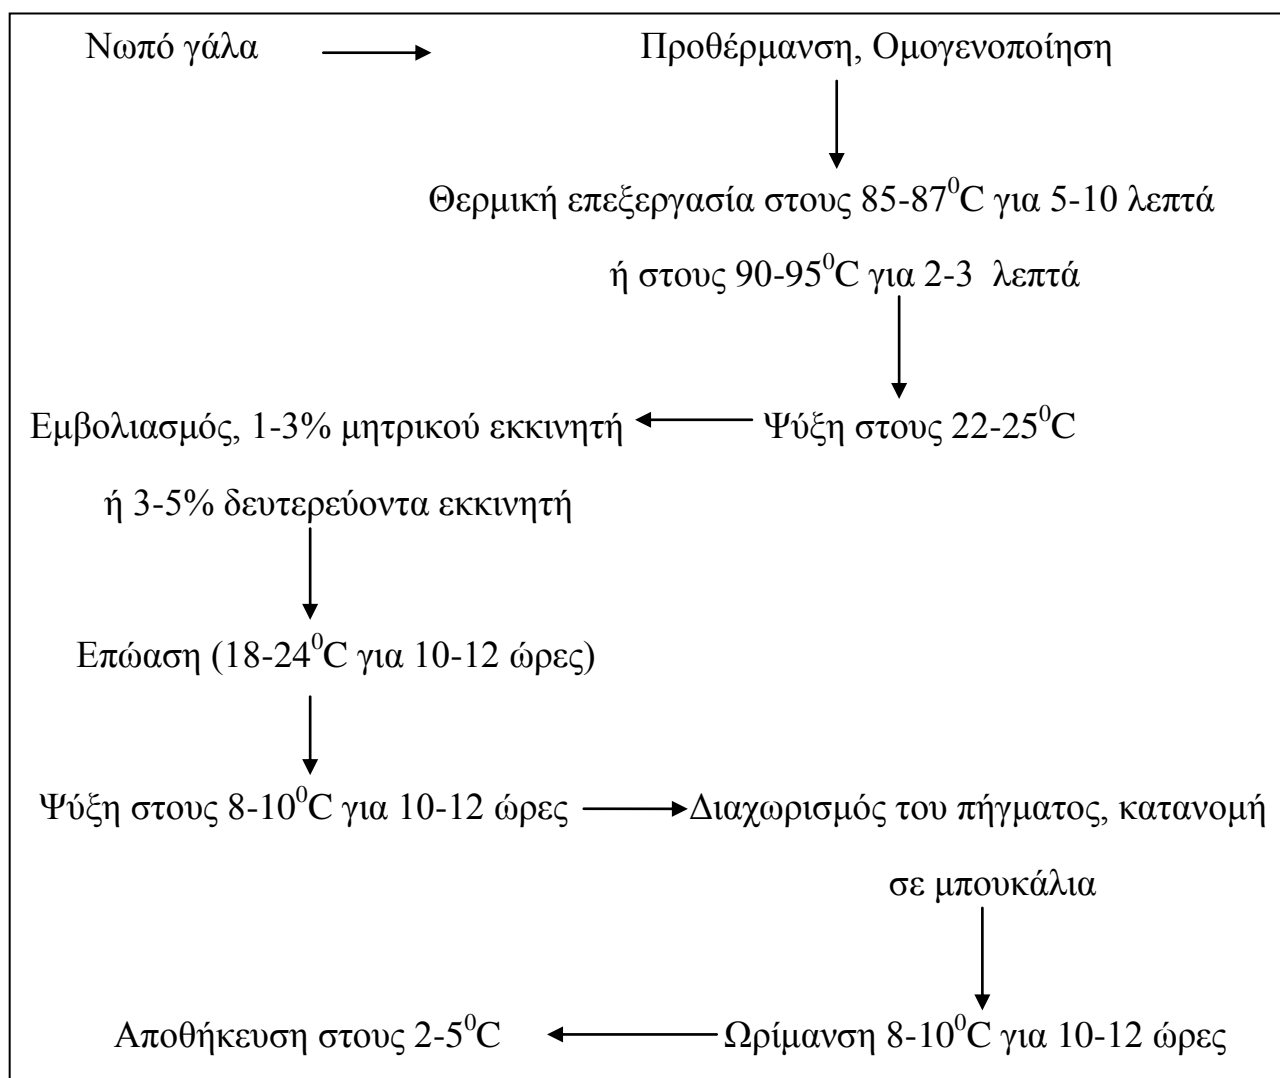 Νωπό γάλα
Προθέρμανση, Ομογενοποίηση
Θερμική επεξεργασία στους 85-87⁰C για 5-10 λεπτά
ή στους 90-95⁰C για 2-3 λεπτά
Ψύξη στους 22-25⁰C
Εμβολιασμός, 1-3% μητρικού εκκινητή
ή 3-5% δευτερεύοντα εκκινητή
Επώαση (18-24⁰C για 10-12 ώρες)
Ψύξη στους 8-10⁰C για 10-12 ώρες
Διαχωρισμός του πήγματος, κατανομή
σε μπουκάλια
Ωρίμανση 8-10⁰C για 10-12 ώρες
Αποθήκευση στους 2-5⁰C